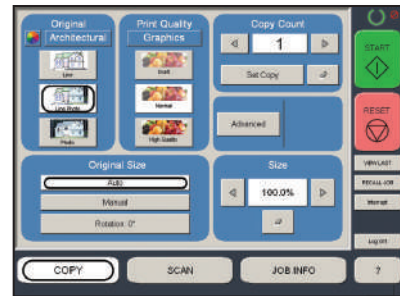 Original
Architectural
Line
Line Photo
Photo
Print Quality
Graphics
Draft
Normal
High Quality
Copy Count
1
Set Copy
Advanced
START
RESET
VIEW LAST
RECALL JOB
Interrupt
Log out
Original Size
Auto
Manual
Rotation: 0°
Size
100.0%
COPY
SCAN
JOB INFO
?